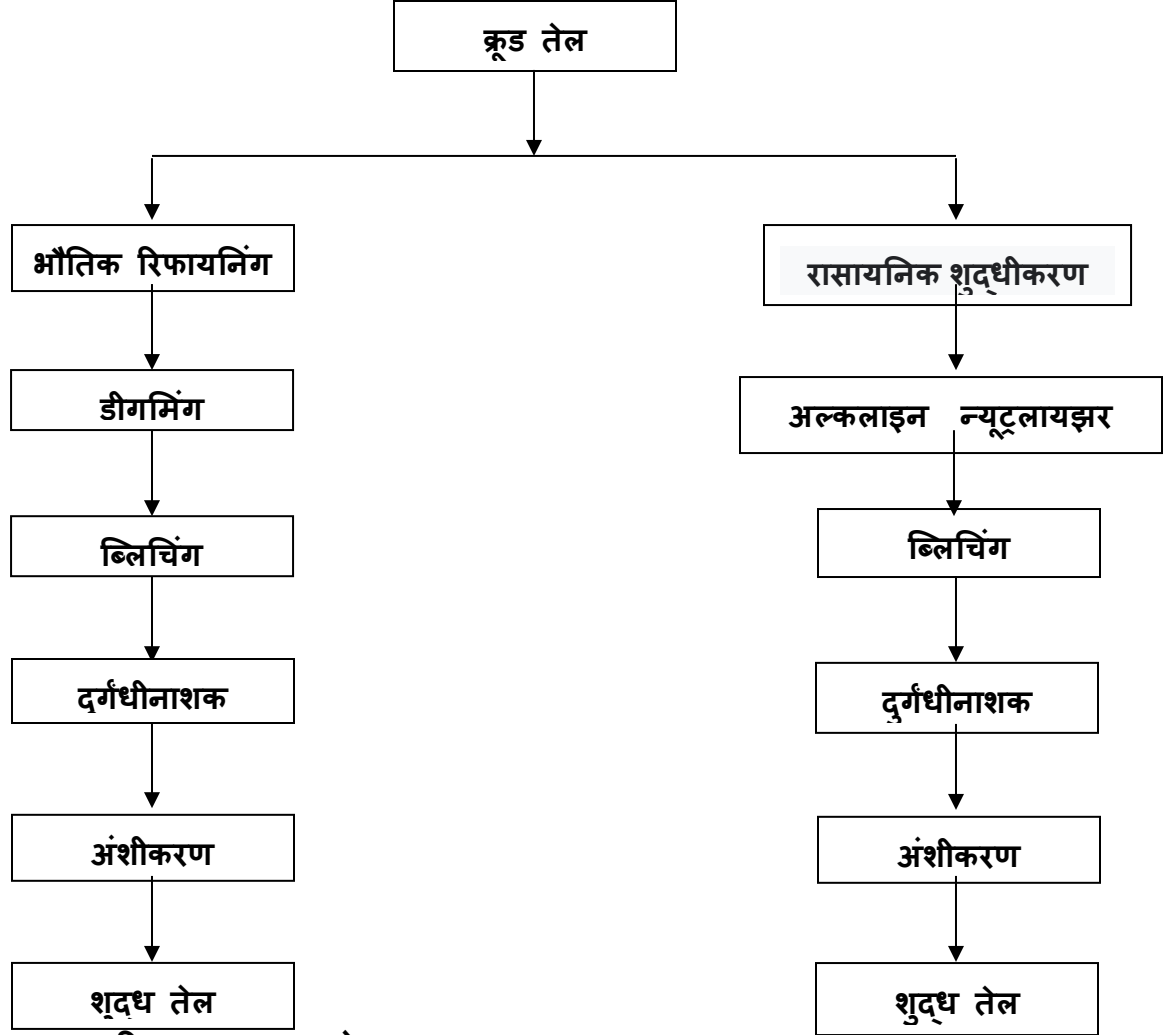 क्रूड तेल
भौतिक रिफायनिंग
रासायनिक शुद्धीकरण
डीगमिंग
अल्कलाइन न्यूट्रलायझर
ब्लिचिंग
ब्लिचिंग
दुर्गंधीनाशक
दुर्गंधीनाशक
अंशीकरण
अंशीकरण
शुद्ध तेल
शुद्ध तेल